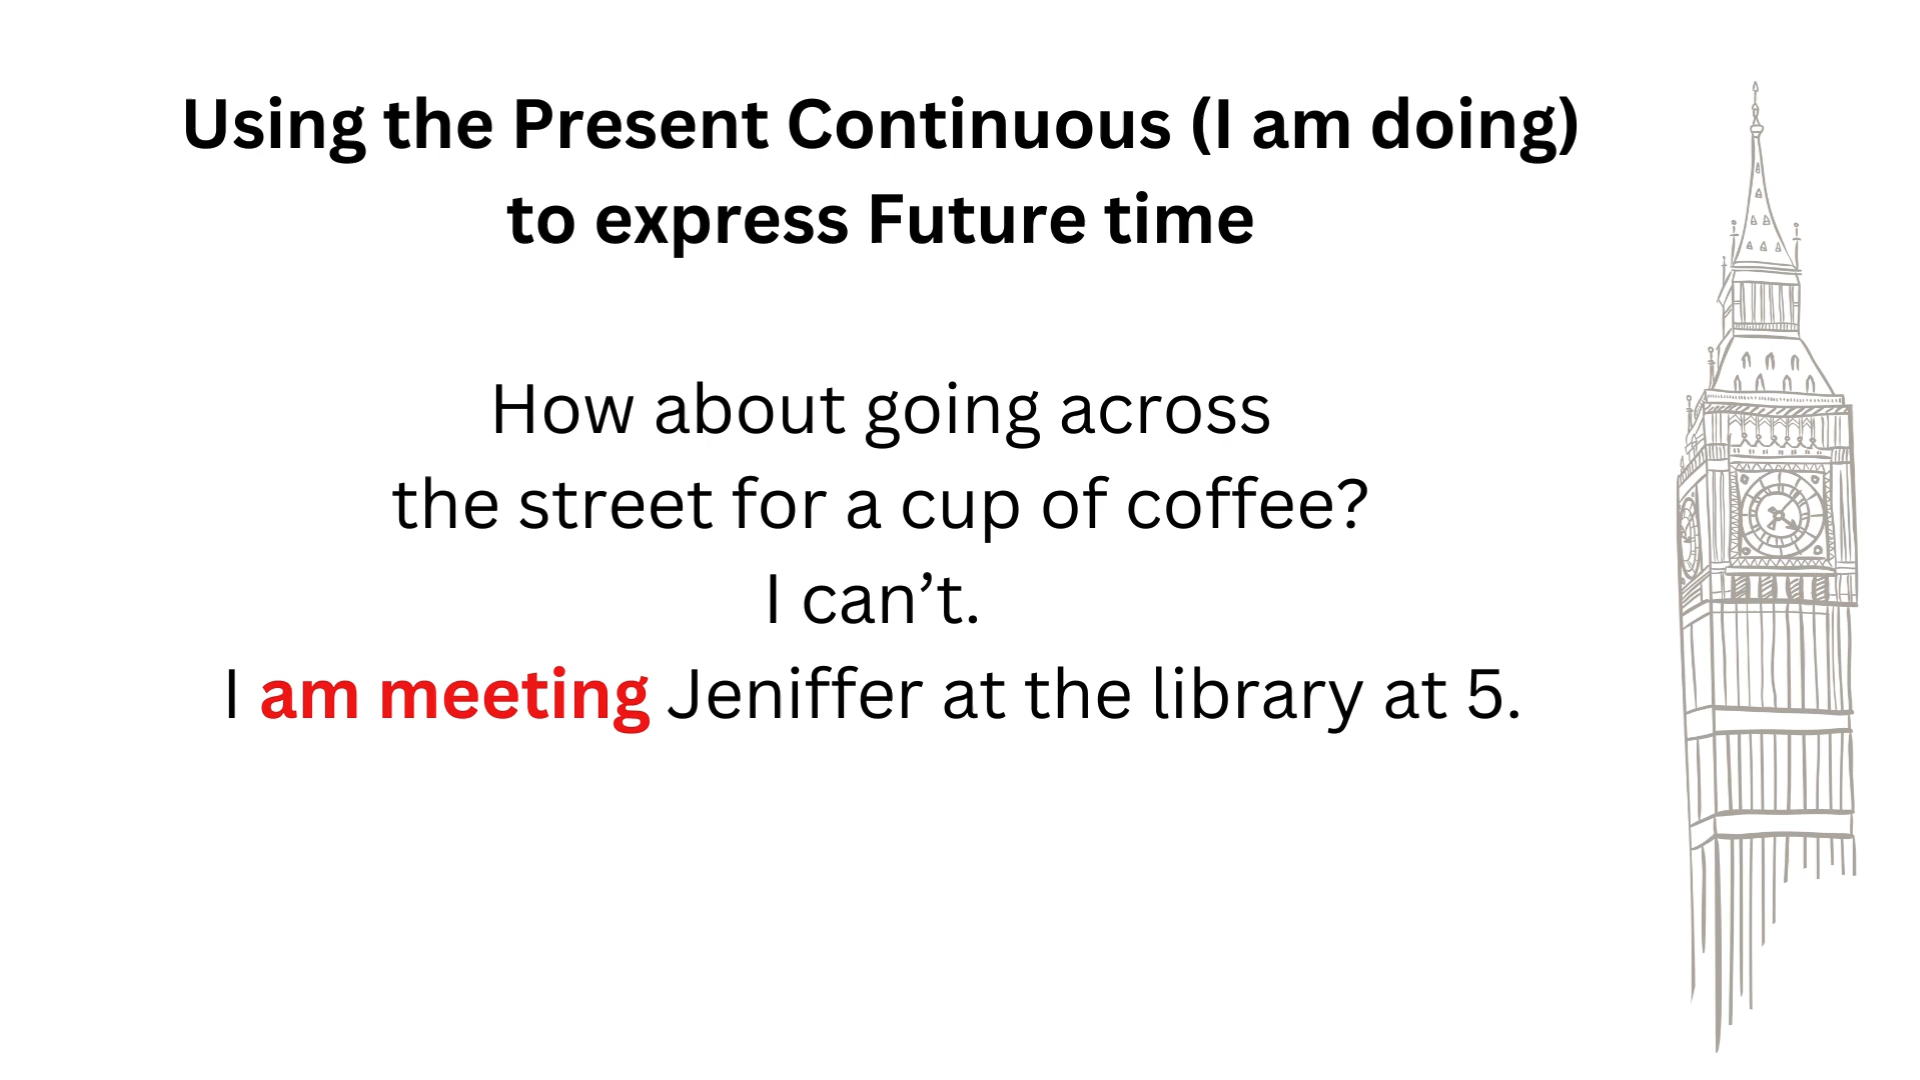 Using the Present Continuous (I am doing)
to express Future time
How about going across
the street for a cup of coffee?
I can’t.
I am meeting Jeniffer at the library at 5.